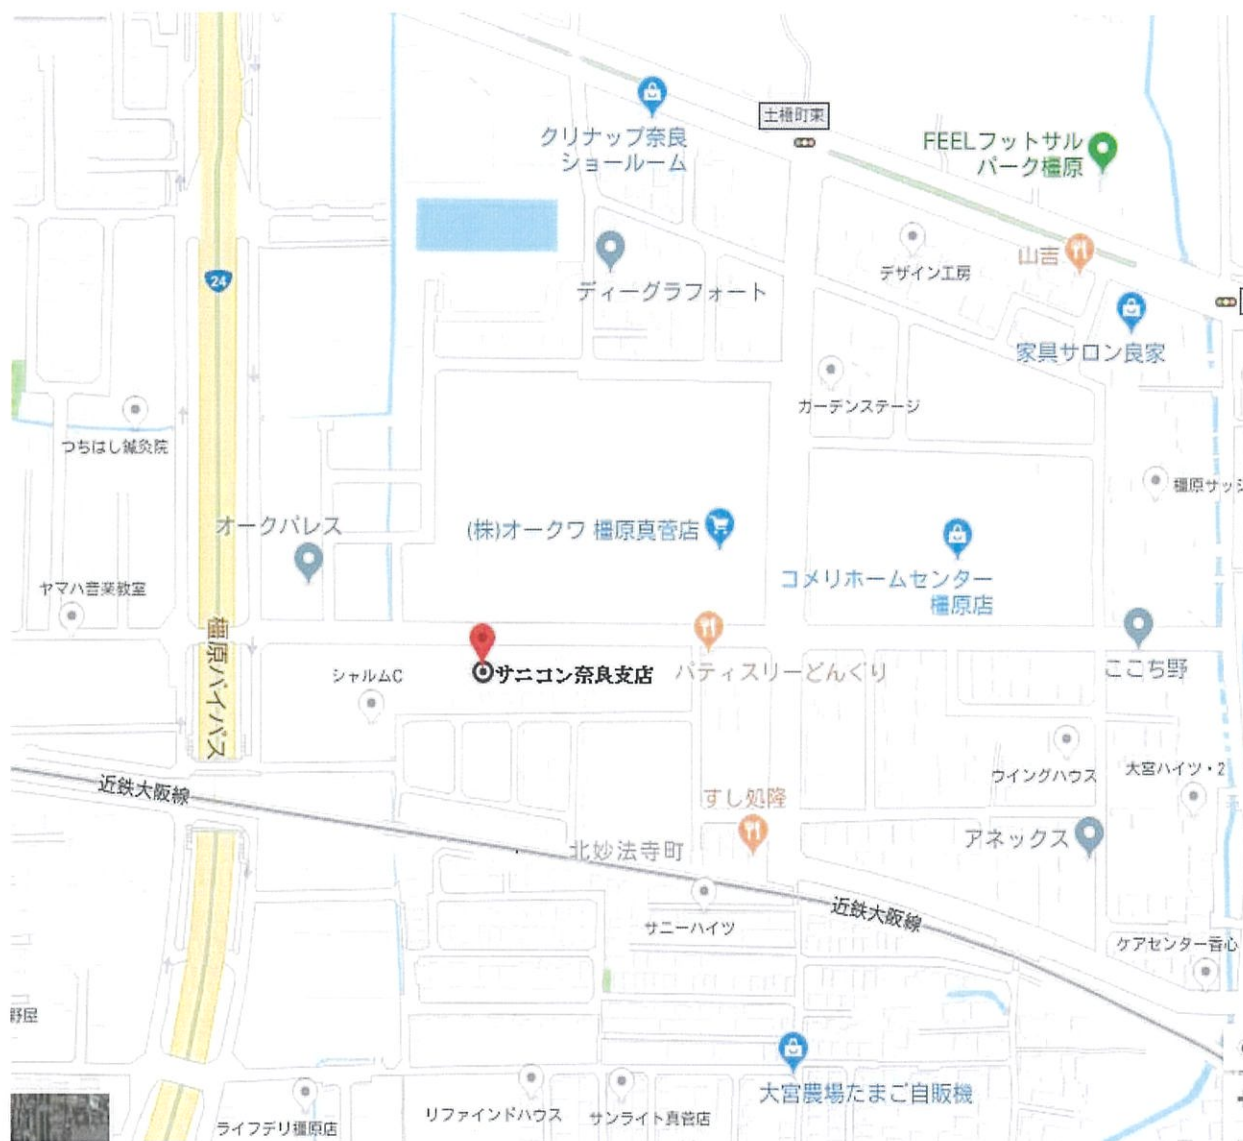 土橋町東
クリナップ奈良
ショールーム
FEELフットサル
パーク橿原
デザイン工房
山吉
24
ディーグラフォート
家具サロン良家
ガーデンステージ
つちはし鍼灸院
橿原サッシ
オークパレス
(株)オークワ 橿原真菅店
コメリホームセンター
橿原店
ヤマハ音楽教室
橿原バイパス
シャルムC
サニコン奈良支店
パティスリーどんぐり
ここち野
ウイングハウス
大宮ハイツ・2
近鉄大阪線
すし処隆
アネックス
北妙法寺町
近鉄大阪線
サニーハイツ
ケアセンター香心
野屋
大宮農場たまご自販機
リファインドハウス
サンライト真菅店
ライフデリ橿原店